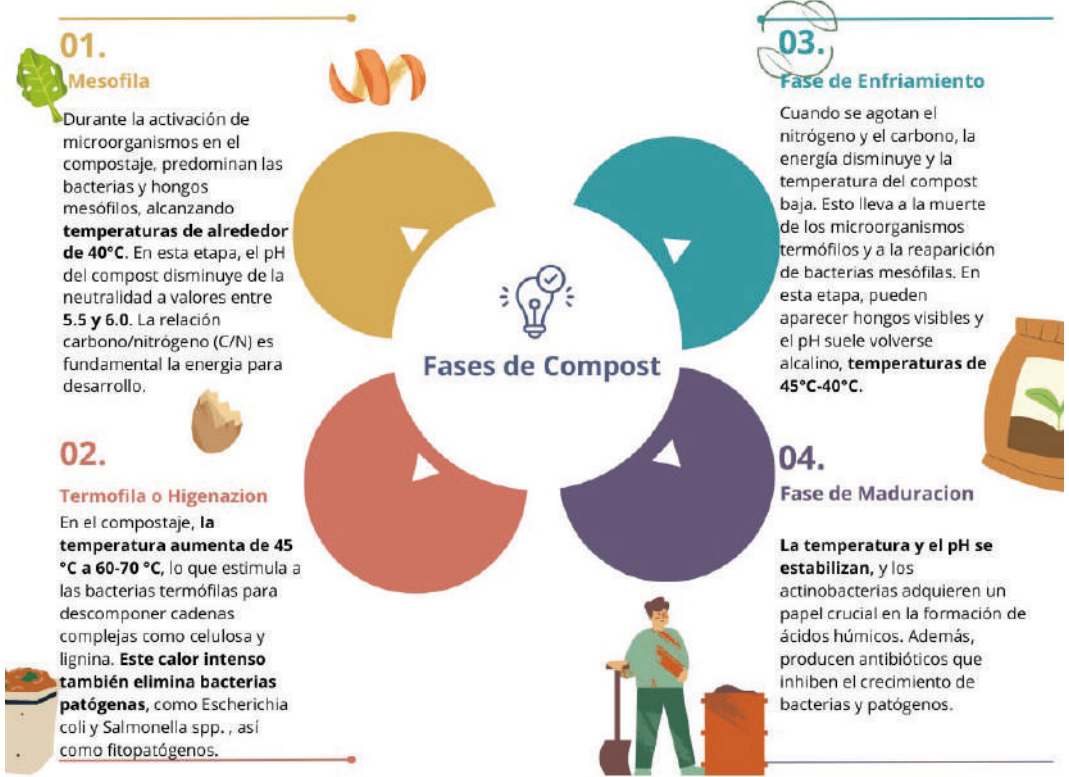 01.
Mesofila
Durante la activación de
microorganismos en el
compostaje, predominan las
bacterias y hongos
mesófilos, alcanzando
temperaturas de alrededor
de 40°C. En esta etapa, el pH
del compost disminuye de la
neutralidad a valores entre
5.5 y 6.0. La relación
carbono/nitrógeno (C/N) es
fundamental la energia para
desarrollo.
02.
Termofila o Higenazion
En el compostaje, la
temperatura aumenta de 45
°C a 60-70 °C, lo que estimula a
las bacterias termófilas para
descomponer cadenas
complejas como celulosa y
lignina. Este calor intenso
también elimina bacterias
patógenas, como Escherichia
coli y Salmonella spp. , así
como fitopatógenos.
Fases de Compost
03.
Fase de Enfriamiento
Cuando se agotan el
nitrógeno y el carbono, la
energía disminuye y la
temperatura del compost
baja. Esto lleva a la muerte
de los microorganismos
termófilos y a la reaparición
de bacterias mesófilas. En
esta etapa, pueden
aparecer hongos visibles y
el pH suele volverse
alcalino, temperaturas de
45°C-40°C.
04.
Fase de Maduracion
La temperatura y el pH se
estabilizan, y los
actinobacterias adquieren un
papel crucial en la formación de
ácidos húmicos. Además,
producen antibióticos que
inhiben el crecimiento de
bacterias y patógenos.